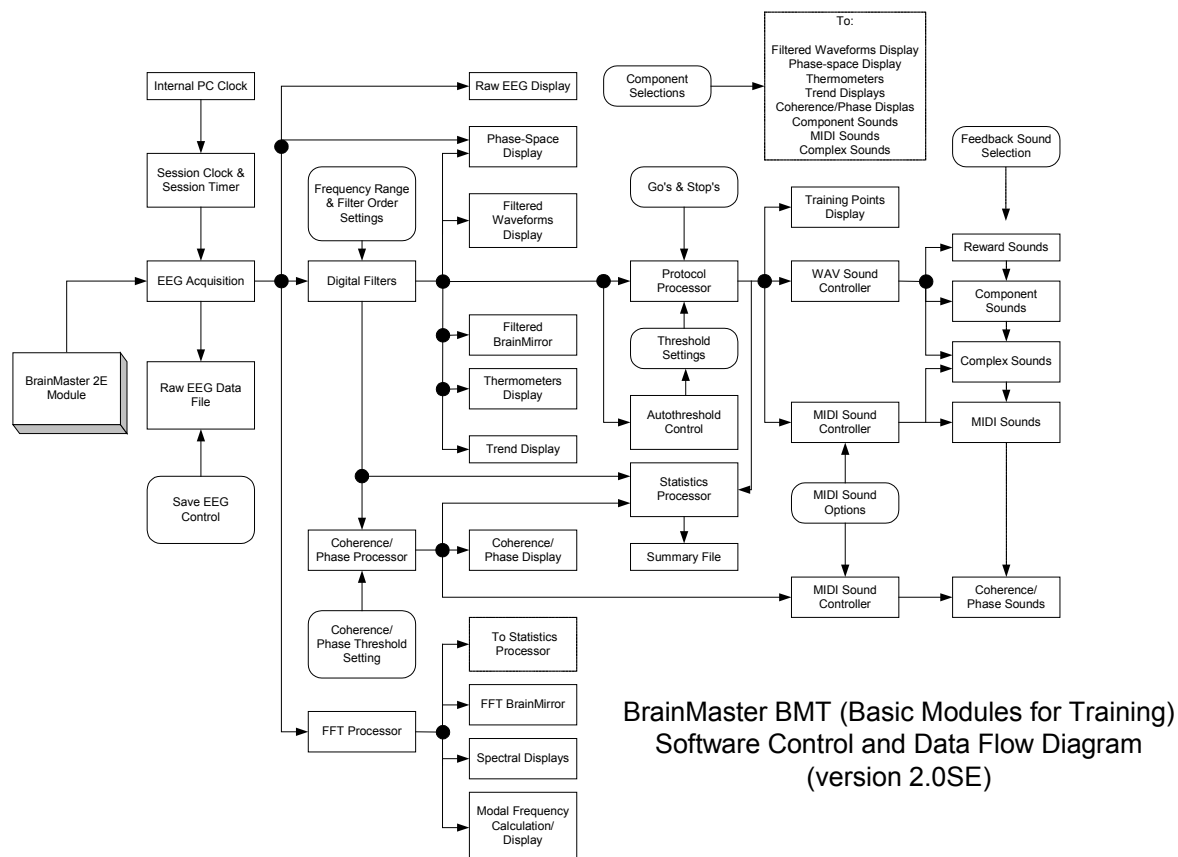 To:
Filtered Waveforms Display
Phase-space Display
Thermometers
Trend Displays
Coherence/Phase Displas
Component Sounds
MIDI Sounds
Complex Sounds
Internal PC Clock
Raw EEG Display
Component
Selections
Phase-Space
Display
Feedback Sound
Selection
Session Clock &
Session Timer
Frequency Range
& Filter Order
Settings
Filtered
Waveforms
Display
Go's & Stop's
Training Points
Display
Reward Sounds
EEG Acquisition
Digital Filters
Protocol
Processor
WAV Sound
Controller
Component
Sounds
Filtered
BrainMirror
Threshold
Settings
Complex Sounds
BrainMaster 2E
Module
Raw EEG Data
File
Thermometers
Display
Autothreshold
Control
MIDI Sound
Controller
MIDI Sounds
Trend Display
Save EEG
Control
Statistics
Processor
MIDI Sound
Options
Coherence/
Phase Processor
Coherence/
Phase Display
Summary File
MIDI Sound
Controller
Coherence/
Phase Sounds
Coherence/
Phase Threshold
Setting
To Statistics
Processor
FFT BrainMirror
FFT Processor
Spectral Displays
Modal Frequency
Calculation/
Display
BrainMaster BMT (Basic Modules for Training)
Software Control and Data Flow Diagram
(version 2.0SE)